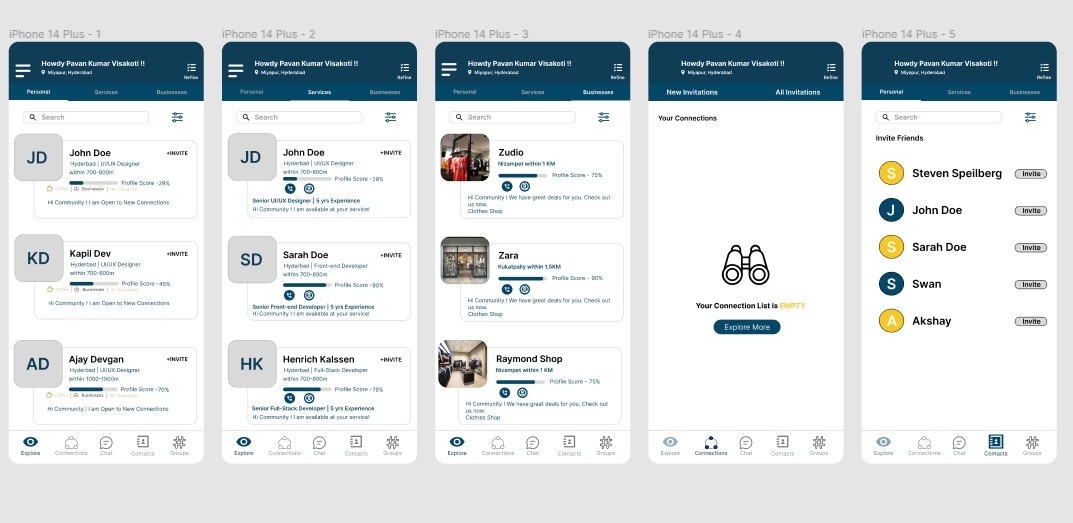 iPhone 14 Plus - 1
Howdy Pavan Kumar Visakoti !!
Miyapur, Hyderabad
Refine
Personal Services Businesses
Search
JD
John Doe
+INVITE
Hyderbad | UI/UX Designer
within 700-800m
Profile Score -29%
Coffee | Businesses |
Hi Community ! I am Open to New Connections
KD
Kapil Dev
+INVITE
Hyderbad | UI/UX Designer
within 700-800m
Profile Score -45%
Coffee | Businesses |
Hi Community ! I am Open to New Connections
AD
Ajay Devgan
+INVITE
Hyderbad | UI/UX Designer
within 1000-1500m
Profile Score -70%
Coffee | Businesses |
Hi Community ! I am Open to New Connections
Explore Connections Chat Contacts Groups
iPhone 14 Plus - 2
Howdy Pavan Kumar Visakoti !!
Miyapur, Hyderabad
Refine
Personal Services Businesses
Search
JD
John Doe
+INVITE
Hyderbad | UI/UX Designer
within 700-800m
Profile Score -29%
Senior UI/UX Designer | 5 yrs Experience
Hi Community ! I am available at your service!
SD
Sarah Doe
+INVITE
Hyderbad | Front-end Developer
within 700-800m
Profile Score -90%
Senior Front-end Developer | 5 yrs Experience
Hi Community ! I am available at your service!
HK
Henrich Kalssen
+INVITE
Hyderbad | Full-Stack Developer
within 700-800m
Profile Score -75%
Senior Full-Stack Developer | 5 yrs Experience
Hi Community ! I am available at your service!
Explore Connections Chat Contacts Groups
iPhone 14 Plus - 3
Howdy Pavan Kumar Visakoti !!
Miyapur, Hyderabad
Refine
Personal Services Businesses
Search
Zudio
Nizampet within 1 KM
Profile Score - 75%
Hi Community ! We have great deals for you. Check out
us now.
Clothes Shop
Zara
Kukatpally within 1,5KM
Profile Score - 90%
Hi Community ! We have great deals for you. Check out
us now.
Clothes Shop
Raymond Shop
Nizampet within 1 KM
Profile Score - 75%
Hi Community ! We have great deals for you. Check out
us now.
Clothes Shop
Explore Connections Chat Contacts Groups
iPhone 14 Plus - 4
Howdy Pavan Kumar Visakoti !!
Miyapur, Hyderabad
Refine
New Invitations All Invitations
Your Connections
Your Connection List is EMPTY
Explore More
Explore Connections Chat Contacts Groups
iPhone 14 Plus - 5
Howdy Pavan Kumar Visakoti !!
Miyapur, Hyderabad
Refine
Personal Services Businesses
Search
Invite Friends
S Steven Speilberg Invite
J John Doe Invite
S Sarah Doe Invite
S Swan Invite
A Akshay Invite
Explore Connections Chat Contacts Groups